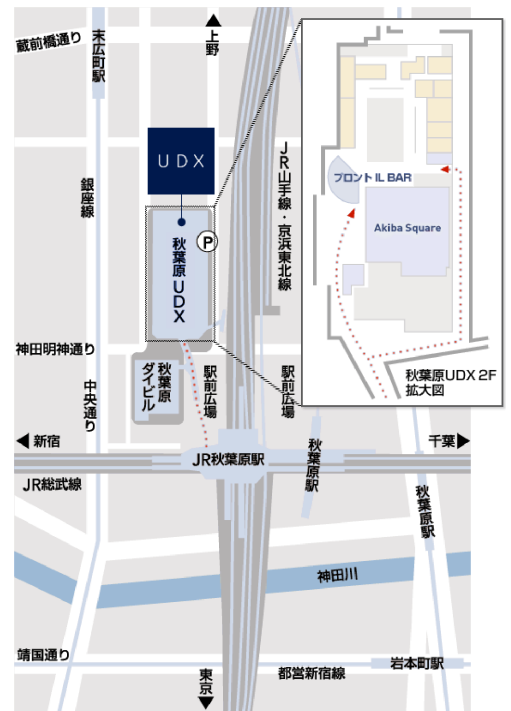 蔵前橋通り
末広町駅
上野
UDX
銀座線
JR山手線・京浜東北線
P
秋葉原UDX
プロント IL BAR
Akiba Square
秋葉原UDX 2F
拡大図
神田明神通り
秋葉原
ダイビル
駅前広場
駅前広場
中央通り
新宿
千葉
JR秋葉原駅
秋葉原駅
JR総武線
秋葉原駅
神田川
靖国通り
東京
都営新宿線
岩本町駅